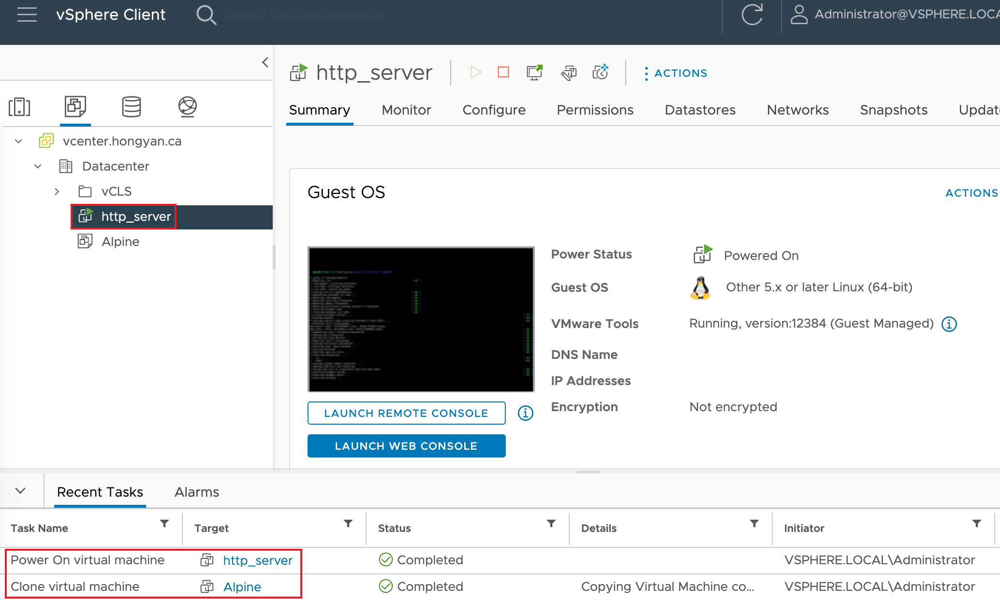 vSphere Client
Search in all environments
Administrator@VSPHERE.LOCA
http_server
ACTIONS
Summary Monitor Configure Permissions Datastores Networks Snapshots Updat
vcenter.hongyan.ca
Datacenter
vCLS
http_server
Alpine
Guest OS
ACTIONS
Power Status Powered On
Guest OS Other 5.x or later Linux (64-bit)
VMware Tools Running, version:12384 (Guest Managed)
DNS Name
IP Addresses
Encryption Not encrypted
LAUNCH REMOTE CONSOLE
LAUNCH WEB CONSOLE
Recent Tasks Alarms
Task Name Target Status Details Initiator
Power On virtual machine http_server Completed VSPHERE.LOCAL\Administrator
Clone virtual machine Alpine Completed Copying Virtual Machine co... VSPHERE.LOCAL\Administrator